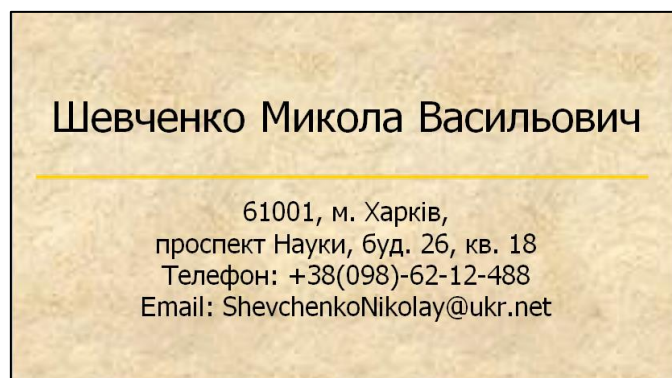 Шевченко Микола Васильович
61001, м. Харків,
проспект Науки, буд. 26, кв. 18
Телефон: +38(098)-62-12-488
Email: ShevchenkoNikolay@ukr.net